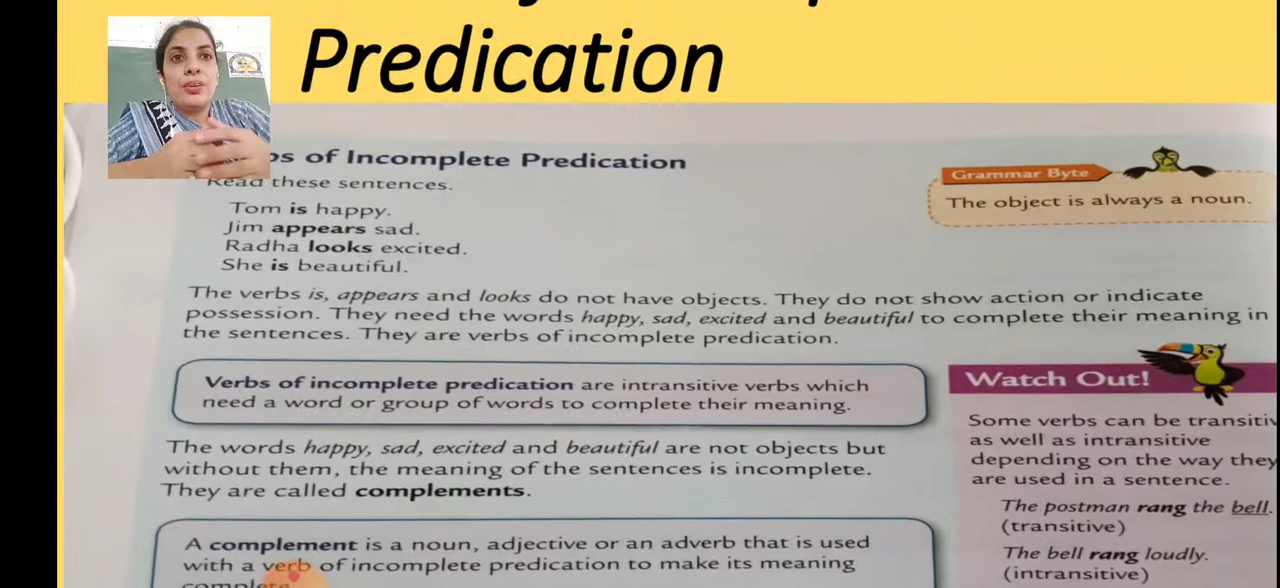 Predication
bs of Incomplete Predication
Read these sentences.
Tom is happy.
Jim appears sad.
Radha looks excited.
She is beautiful.
Grammar Byte
The object is always a noun.
The verbs is, appears and looks do not have objects. They do not show action or indicate
possession. They need the words happy, sad, excited and beautiful to complete their meaning in
the sentences. They are verbs of incomplete predication.
Verbs of incomplete predication are intransitive verbs which
need a word or group of words to complete their meaning.
The words happy, sad, excited and beautiful are not objects but
without them, the meaning of the sentences is incomplete.
They are called complements.
A complement is a noun, adjective or an adverb that is used
with a verb of incomplete predication to make its meaning
complete
Watch Out!
Some verbs can be transitiv
as well as intransitive
depending on the way they
are used in a sentence.
The postman rang the bell.
(transitive)
The bell rang loudly.
(intransitive)